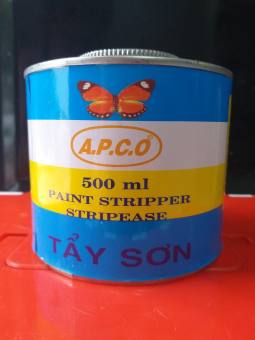 A.P.C.O
500 ml
PAINT STRIPPER
STRIPEASE
TẨY SƠN